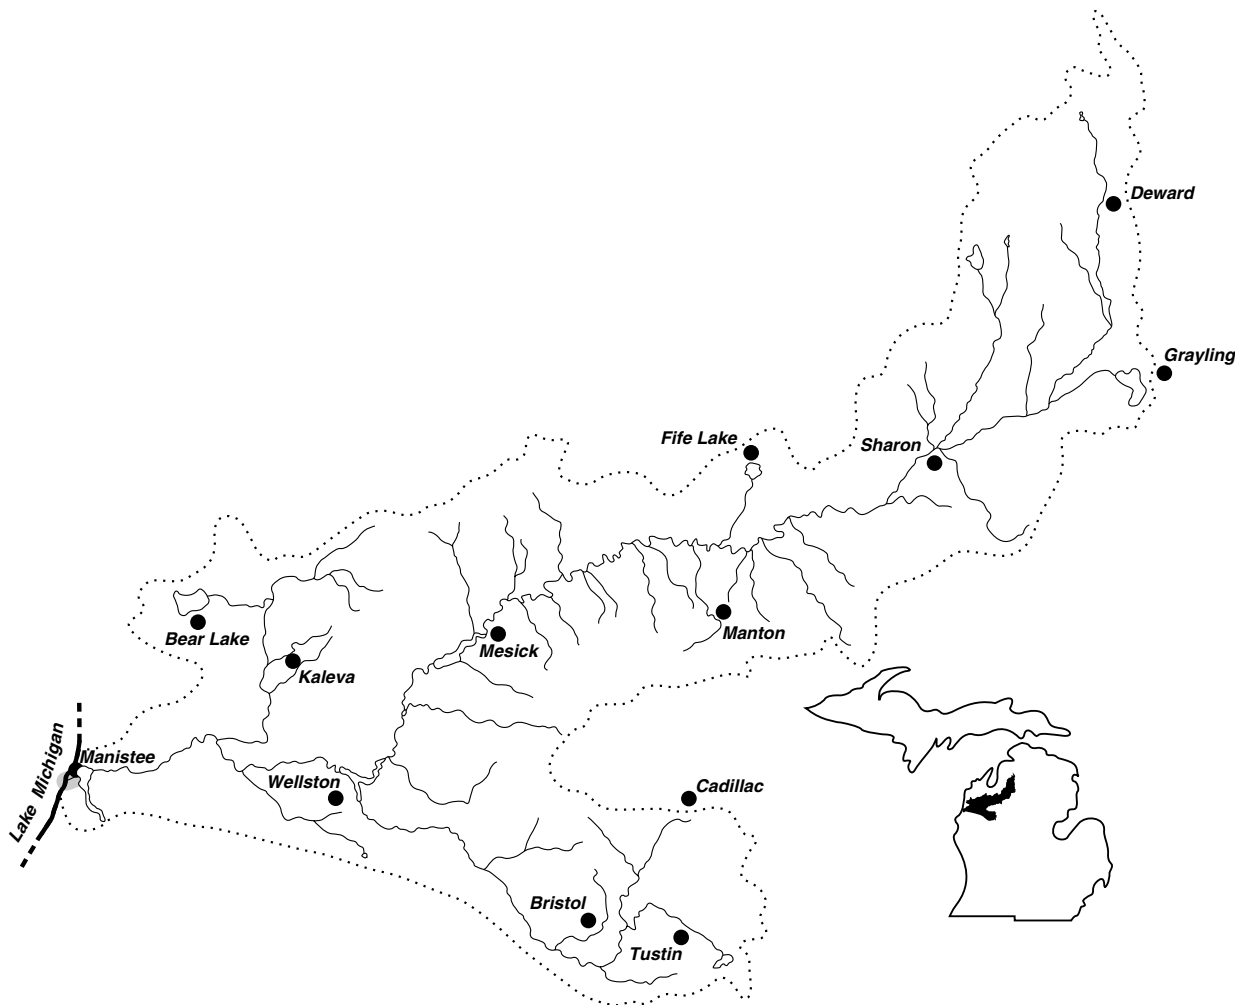 Deward
Grayling
Fife Lake
Sharon
Bear Lake
Manton
Mesick
Kaleva
Lake Michigan
Manistee
Wellston
Cadillac
Bristol
Tustin